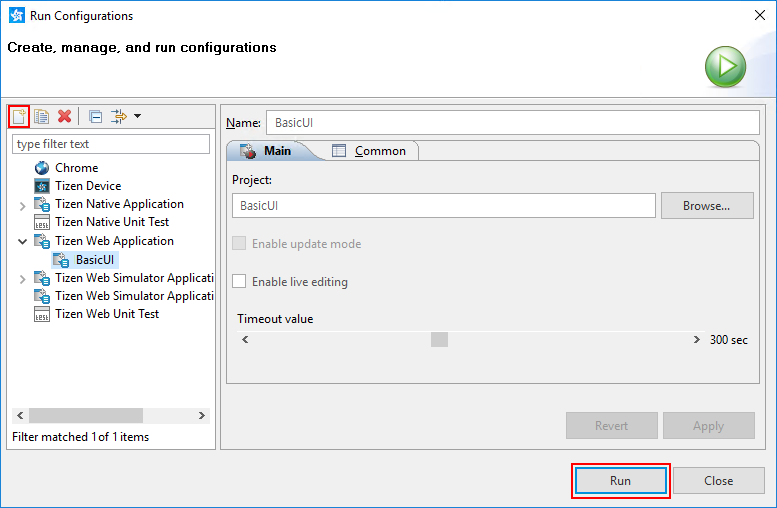 Run Configurations
Create, manage, and run configurations
type filter text
Chrome
Tizen Device
Tizen Native Application
Tizen Native Unit Test
Tizen Web Application
BasicUI
Tizen Web Simulator Applicati
Tizen Web Simulator Applicati
Tizen Web Unit Test
Filter matched 1 of 1 items
Name: BasicUI
Main Common
Project:
BasicUI Browse...
Enable update mode
Enable live editing
Timeout value
300 sec
Revert Apply
Run Close